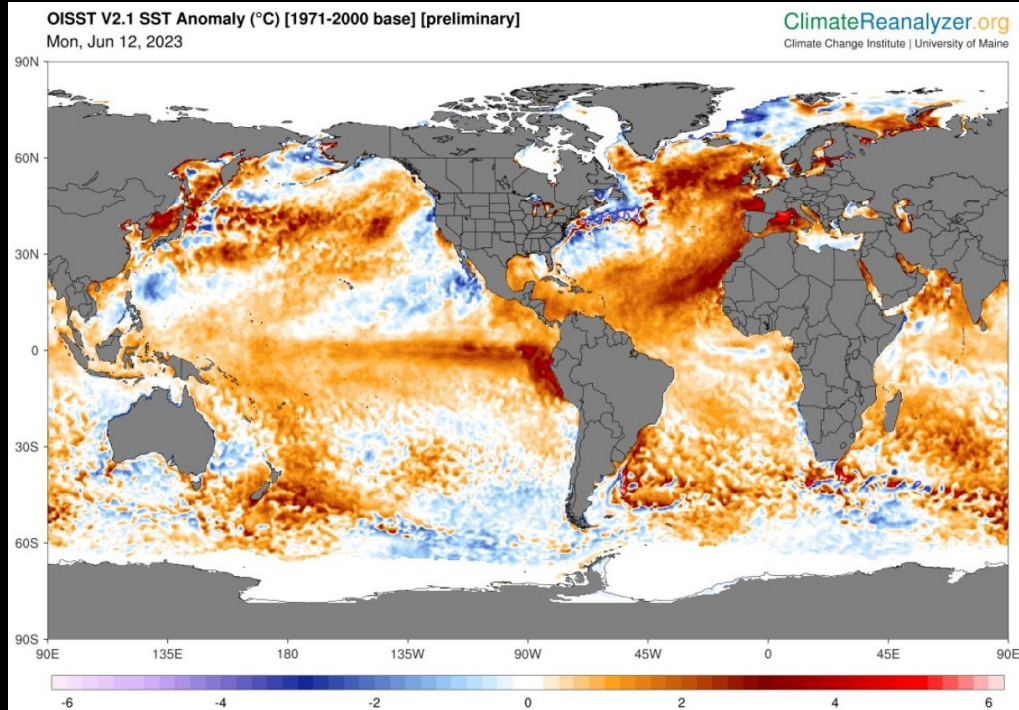 OISST V2.1 SST Anomaly (°C) [1971-2000 base] [preliminary]
Mon, Jun 12, 2023
ClimateReanalyzer.org
Climate Change Institute | University of Maine
90N
60N
30N
0
30S
60S
90S
90E 135E 180 135W 90W 45W 0 45E 90E
-6 -4 -2 0 2 4 6